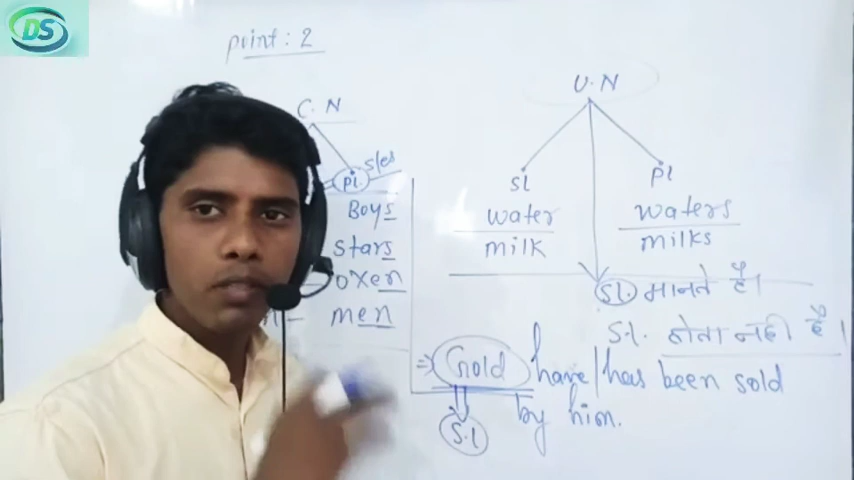 DS
point : 2
C. N
s/es
pl.
Boys
stars
oxen
men
U. N
sl
pl
water
waters
milk
milks
sl. मानते हैं।
s.l. होता नहीं हैं।
⇒ Gold have/has been sold
by him.
S.l